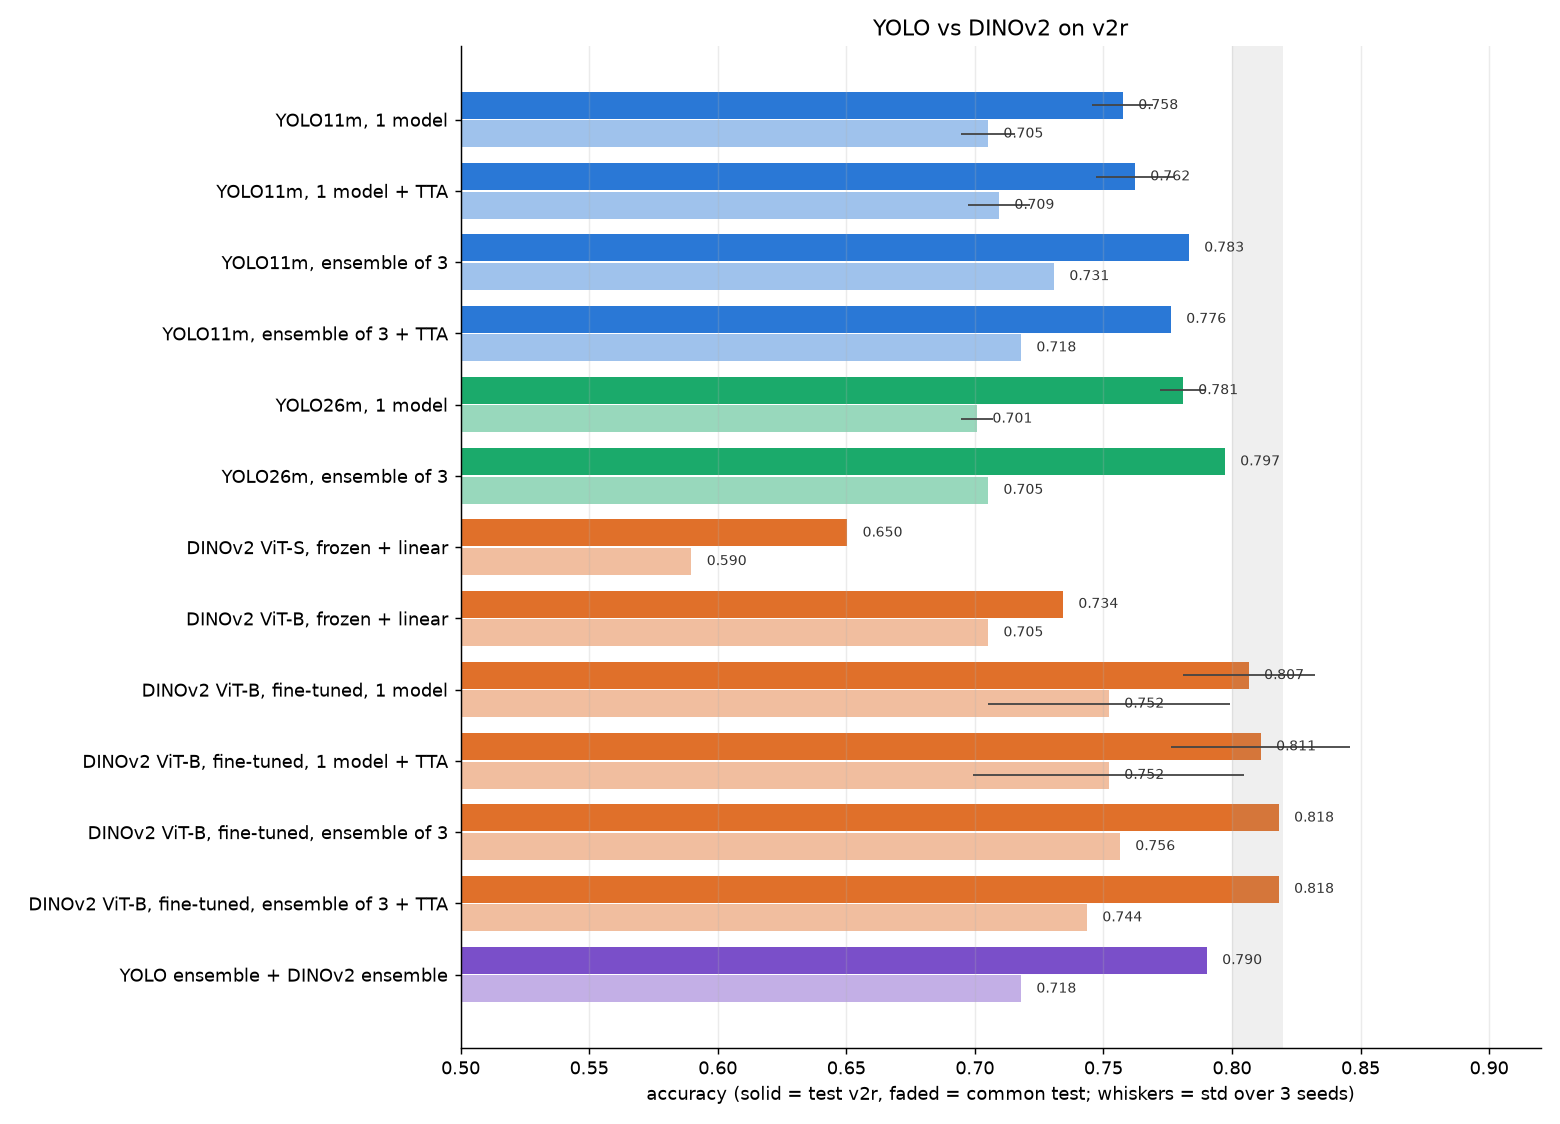 YOLO vs DINOv2 on v2r
YOLO11m, 1 model
0.758
0.705
YOLO11m, 1 model + TTA
0.762
0.709
YOLO11m, ensemble of 3
0.783
0.731
YOLO11m, ensemble of 3 + TTA
0.776
0.718
YOLO26m, 1 model
0.781
0.701
YOLO26m, ensemble of 3
0.797
0.705
DINOv2 ViT-S, frozen + linear
0.650
0.590
DINOv2 ViT-B, frozen + linear
0.734
0.705
DINOv2 ViT-B, fine-tuned, 1 model
0.807
0.752
DINOv2 ViT-B, fine-tuned, 1 model + TTA
0.811
0.752
DINOv2 ViT-B, fine-tuned, ensemble of 3
0.818
0.756
DINOv2 ViT-B, fine-tuned, ensemble of 3 + TTA
0.818
0.744
YOLO ensemble + DINOv2 ensemble
0.790
0.718
0.50 0.55 0.60 0.65 0.70 0.75 0.80 0.85 0.90
accuracy (solid = test v2r, faded = common test; whiskers = std over 3 seeds)